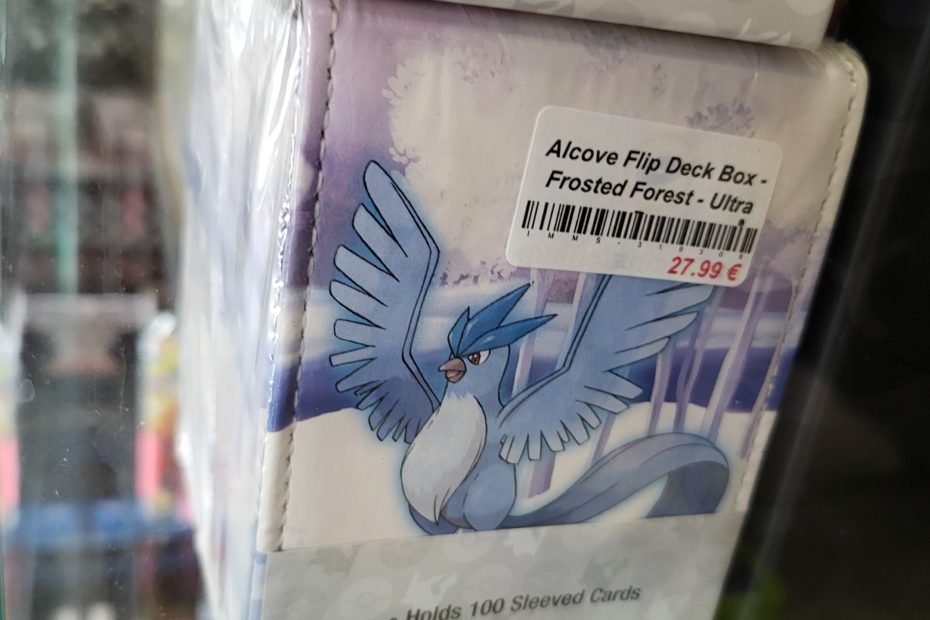 Alcove Flip Deck Box -
Frosted Forest - Ultra
27.99 €
Holds 100 Sleeved Cards